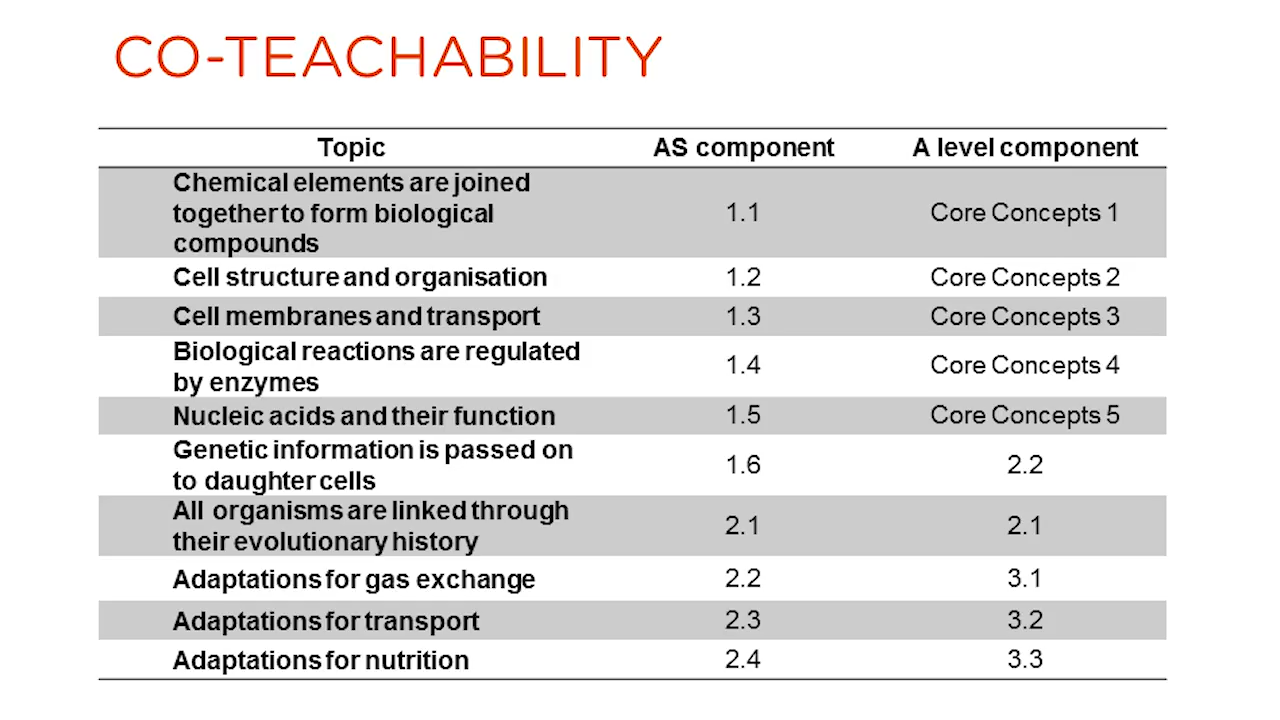 CO-TEACHABILITY
Topic AS component A level component
Chemical elements are joined
together to form biological
compounds
1.1 Core Concepts 1
Cell structure and organisation 1.2 Core Concepts 2
Cell membranes and transport 1.3 Core Concepts 3
Biological reactions are regulated
by enzymes
1.4 Core Concepts 4
Nucleic acids and their function 1.5 Core Concepts 5
Genetic information is passed on
to daughter cells
1.6 2.2
All organisms are linked through
their evolutionary history
2.1 2.1
Adaptations for gas exchange 2.2 3.1
Adaptations for transport 2.3 3.2
Adaptations for nutrition 2.4 3.3